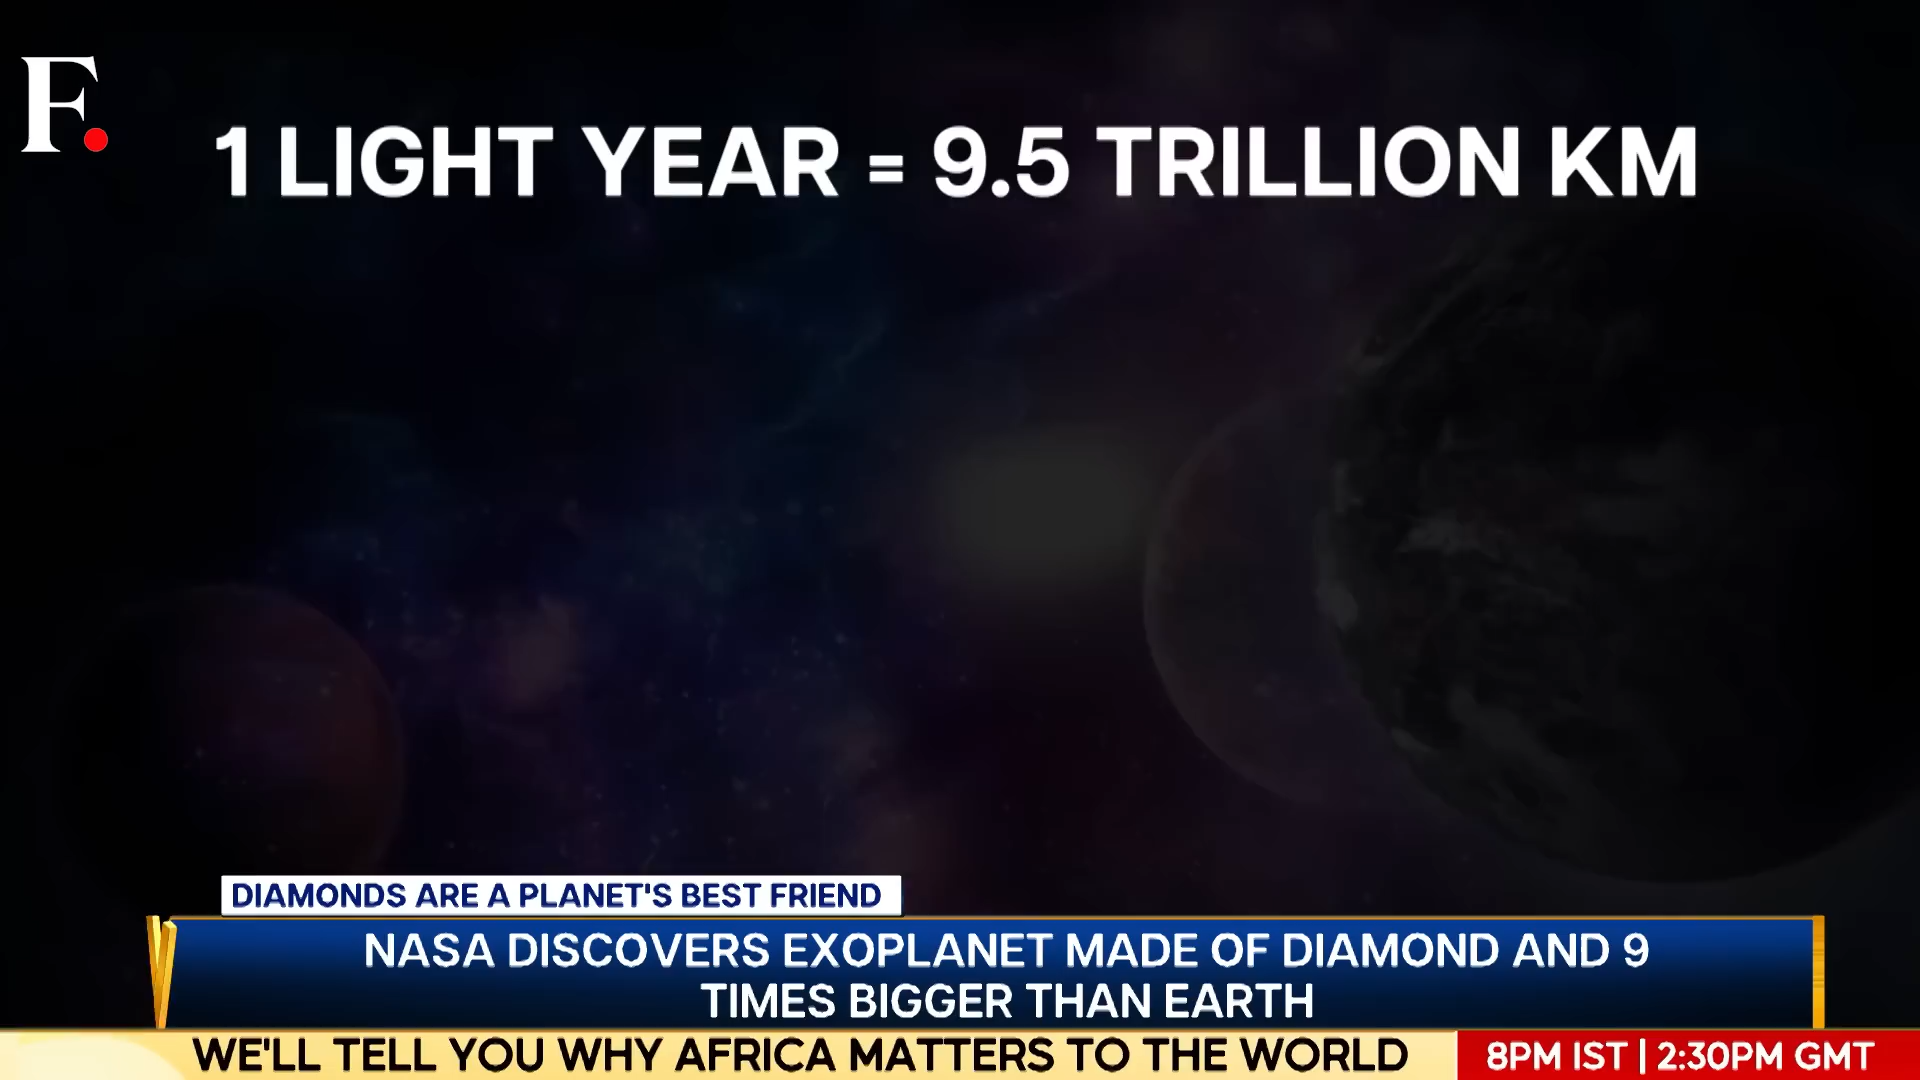 F.
1 LIGHT YEAR = 9.5 TRILLION KM
DIAMONDS ARE A PLANET'S BEST FRIEND
NASA DISCOVERS EXOPLANET MADE OF DIAMOND AND 9
TIMES BIGGER THAN EARTH
WE'LL TELL YOU WHY AFRICA MATTERS TO THE WORLD
8PM IST | 2:30PM GMT